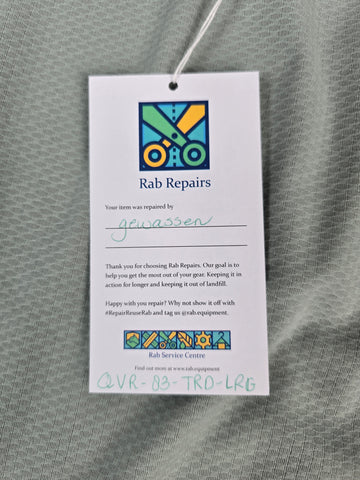 Rab Repairs
Your item was repaired by
gewassen
Thank you for choosing Rab Repairs. Our goal is to
help you get the most out of your gear. Keeping it in
action for longer and keeping it out of landfill.
Happy with you repair? Why not show it off with
#RepairReuseRab and tag us @rab.equipment.
Rab Service Centre
Find out more at www.rab.equipment
QVR-83-TRD-LRG